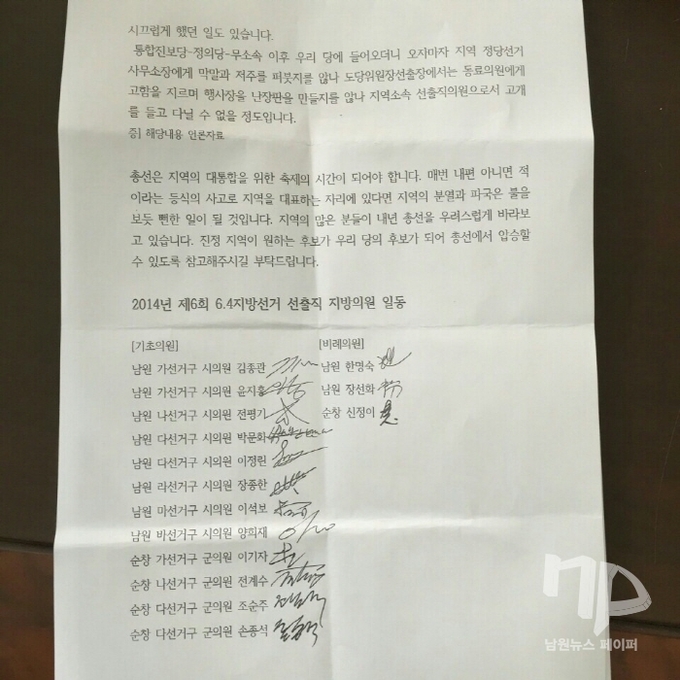 시끄럽게 했던 일도 있습니다.
통합진보당-정의당-무소속 이후 우리 당에 들어오더니 오자마자 지역 정당선거
사무소장에게 막말과 저주를 퍼붓지를 않나 도당위원장선출장에서는 동료의원에게
고함을 지르며 행사장을 난장판을 만들지를 않나 지역소속 선출직의원으로서 고개
를 들고 다닐 수 없을 정도입니다.
증] 해당내용 언론자료
총선은 지역의 대통합을 위한 축제의 시간이 되어야 합니다. 매번 내편 아니면 적
이라는 등식의 사고로 지역을 대표하는 자리에 있다면 지역의 분열과 파국은 불을
보듯 뻔한 일이 될 것입니다. 지역의 많은 분들이 내년 총선을 우려스럽게 바라보
고 있습니다. 진정 지역이 원하는 후보가 우리 당의 후보가 되어 총선에서 압승할
수 있도록 참고해주시길 부탁드립니다.
2014년 제6회 6.4지방선거 선출직 지방의원 일동
[기초의원] [비례의원]
남원 가선거구 시의원 김종관 남원 한명숙
남원 가선거구 시의원 윤지홍 남원 장선화
남원 나선거구 시의원 전평기 순창 신정이
남원 다선거구 시의원 박문화
남원 다선거구 시의원 이정린
남원 라선거구 시의원 장종한
남원 마선거구 시의원 이석보
남원 바선거구 시의원 양희재
순창 가선거구 군의원 이기자
순창 나선거구 군의원 전계수
순창 다선거구 군의원 조순주
순창 다선거구 군의원 손종석
남원뉴스 페이퍼